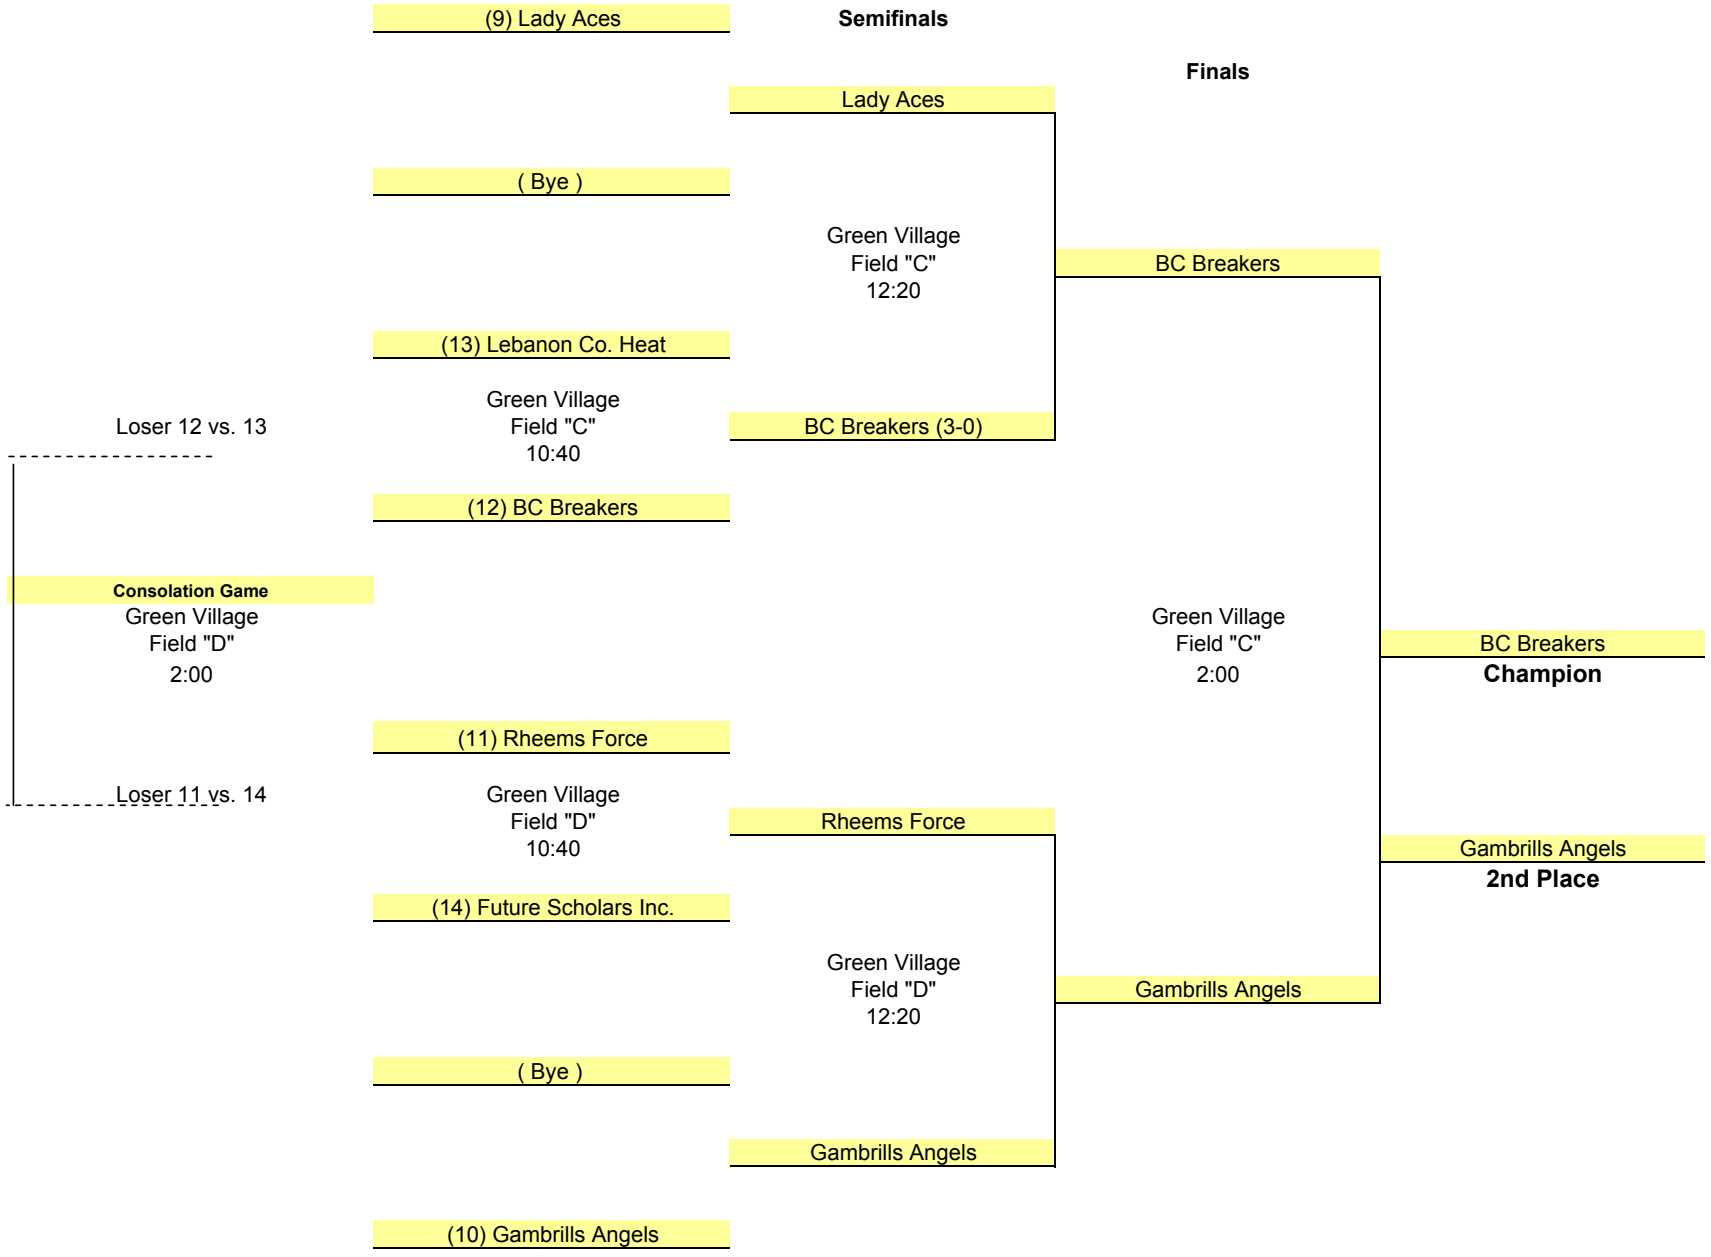 (9) Lady Aces
Semifinals
Finals
Lady Aces
( Bye )
Green Village
Field "C"
12:20
BC Breakers
(13) Lebanon Co. Heat
Green Village
Field "C"
10:40
Loser 12 vs. 13
BC Breakers (3-0)
(12) BC Breakers
Consolation Game
Green Village
Field "D"
2:00
Green Village
Field "C"
2:00
BC Breakers
Champion
(11) Rheems Force
Loser 11 vs. 14
Green Village
Field "D"
10:40
Rheems Force
Gambrills Angels
2nd Place
(14) Future Scholars Inc.
Green Village
Field "D"
12:20
Gambrills Angels
( Bye )
Gambrills Angels
(10) Gambrills Angels